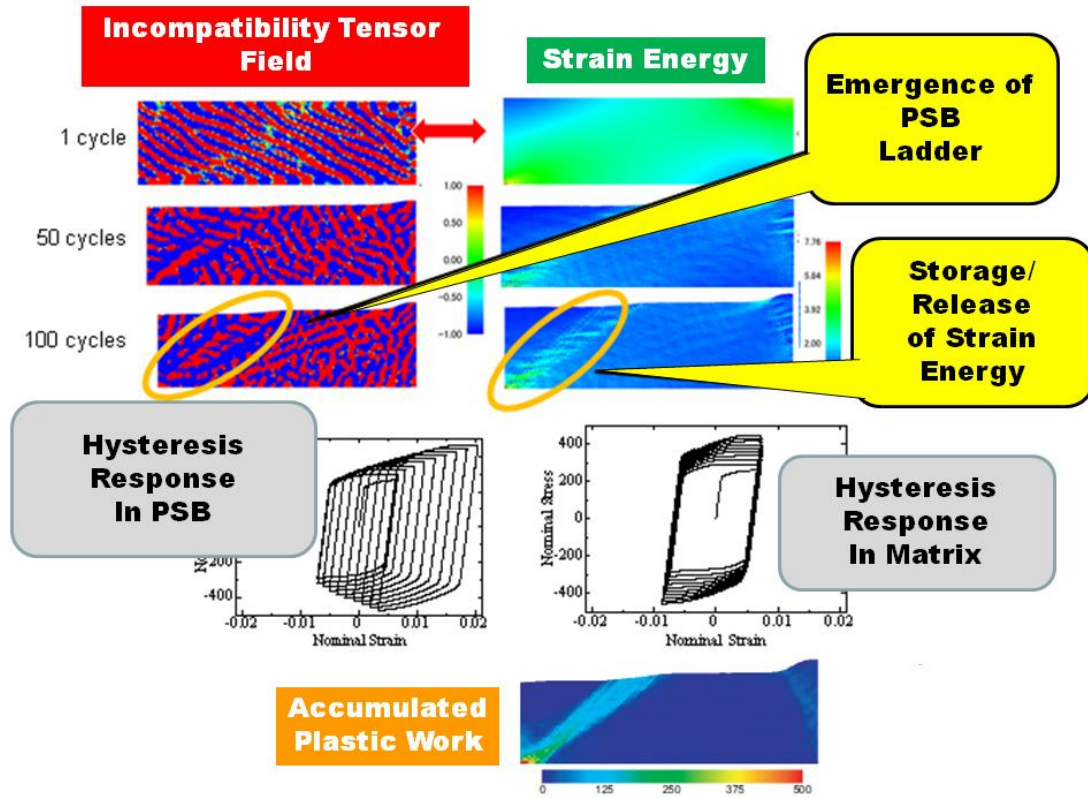 Incompatibility Tensor
Field
Strain Energy
Emergence of
PSB
Ladder
1 cycle
1.00
0.50
0.00
-0.50
-1.00
50 cycles
7.76
5.84
3.92
2.00
Storage/
Release
of Strain
Energy
100 cycles
Hysteresis
Response
In PSB
-200
-400
-0.02
-0.01
0
0.01
0.02
Nominal Strain
Nominal Stress
400
200
0
-200
-400
-0.02
-0.01
0
0.01
0.02
Nominal Strain
Hysteresis
Response
In Matrix
Accumulated
Plastic Work
0
125
250
375
500